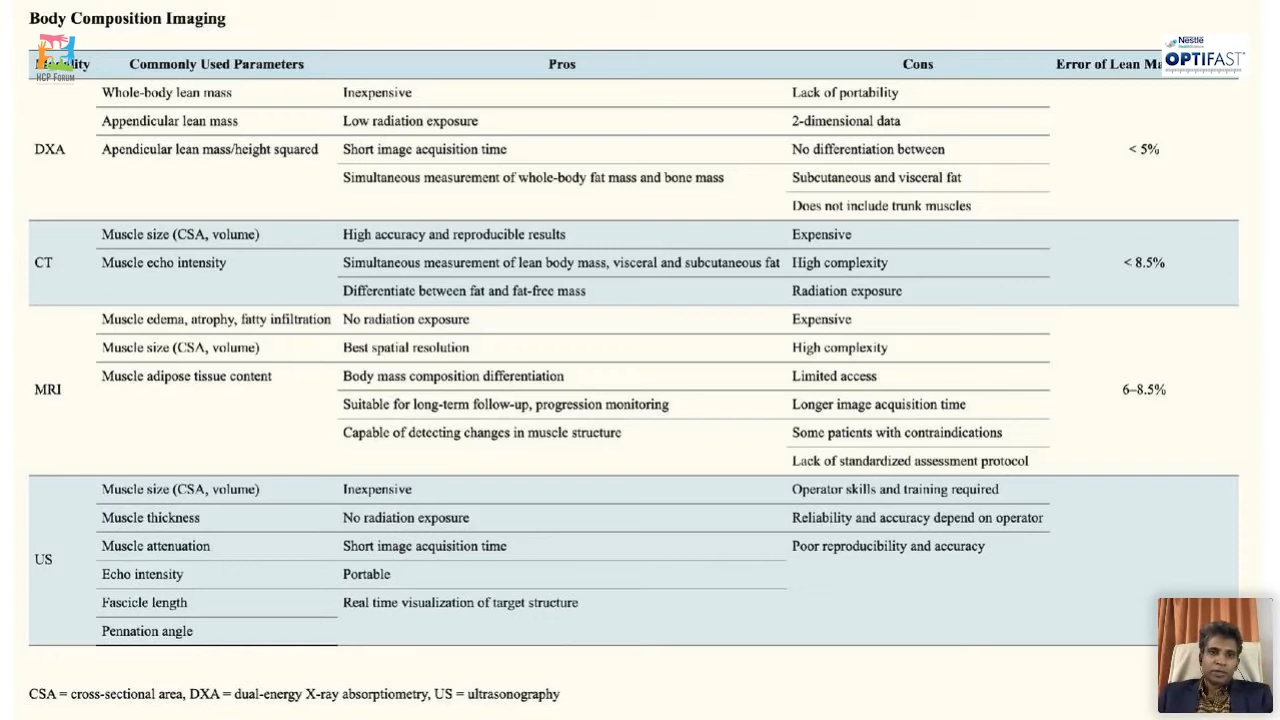 Body Composition Imaging
HCP FORUM
Nestlé
HealthScience
OPTIFAST
Commonly Used Parameters Pros Cons Error of Lean
DXA
Whole-body lean mass Inexpensive Lack of portability
Appendicular lean mass Low radiation exposure 2-dimensional data
Apendicular lean mass/height squared Short image acquisition time No differentiation between < 5%
Simultaneous measurement of whole-body fat mass and bone mass Subcutaneous and visceral fat
Does not include trunk muscles
CT
Muscle size (CSA, volume) High accuracy and reproducible results Expensive
Muscle echo intensity Simultaneous measurement of lean body mass, visceral and subcutaneous fat High complexity < 8.5%
Differentiate between fat and fat-free mass Radiation exposure
MRI
Muscle edema, atrophy, fatty infiltration No radiation exposure Expensive
Muscle size (CSA, volume) Best spatial resolution High complexity
Muscle adipose tissue content Body mass composition differentiation Limited access 6–8.5%
Suitable for long-term follow-up, progression monitoring Longer image acquisition time
Capable of detecting changes in muscle structure Some patients with contraindications
Lack of standardized assessment protocol
US
Muscle size (CSA, volume) Inexpensive Operator skills and training required
Muscle thickness No radiation exposure Reliability and accuracy depend on operator
Muscle attenuation Short image acquisition time Poor reproducibility and accuracy
Echo intensity Portable
Fascicle length Real time visualization of target structure
Pennation angle
CSA = cross-sectional area, DXA = dual-energy X-ray absorptiometry, US = ultrasonography